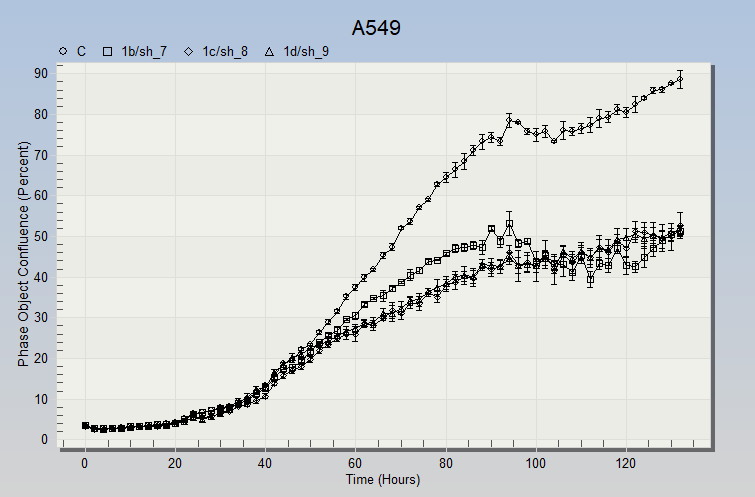 A549
C 1b/sh_7 1c/sh_8 1d/sh_9
Phase Object Confluence (Percent)
90
80
70
60
50
40
30
20
10
0
0 20 40 60 80 100 120
Time (Hours)